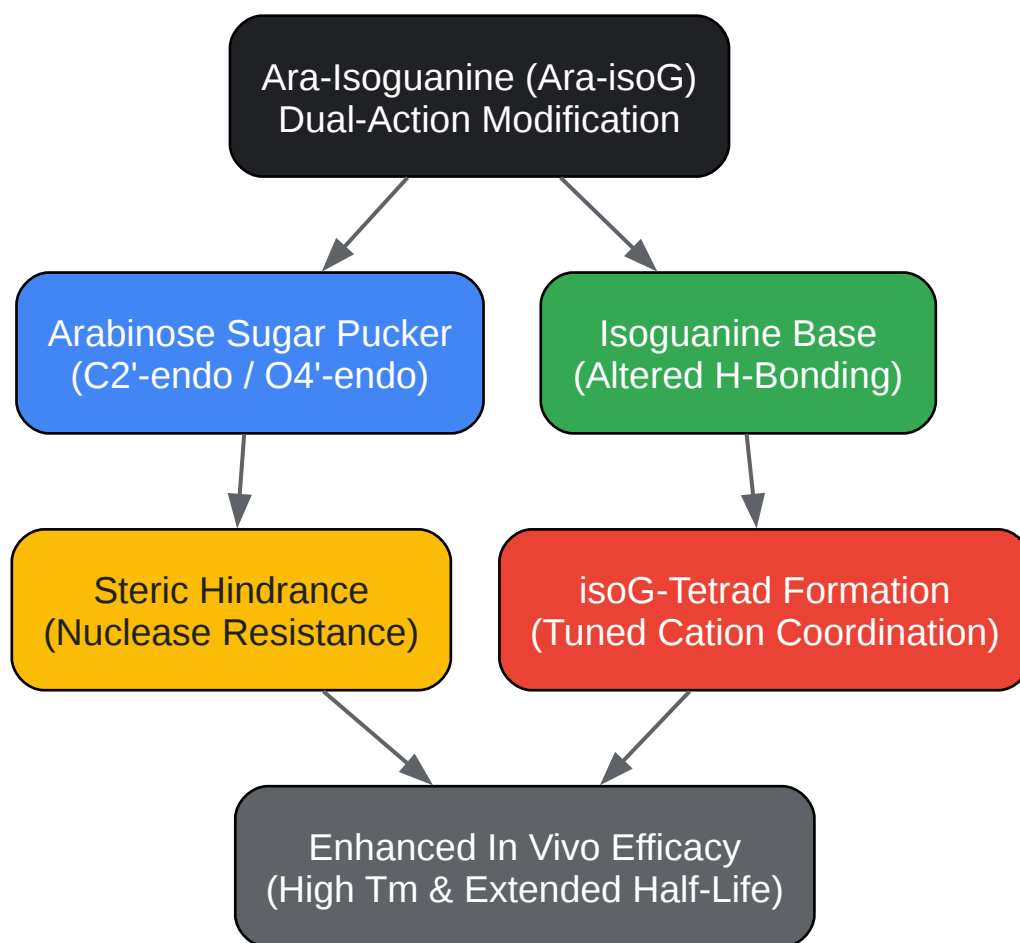 Ara-Isoguanine (Ara-isoG)
Dual-Action Modification
Arabinose Sugar Pucker
(C2'-endo / O4'-endo)
Isoguanine Base
(Altered H-Bonding)
Steric Hindrance
(Nuclease Resistance)
isoG-Tetrad Formation
(Tuned Cation Coordination)
Enhanced In Vivo Efficacy
(High Tm & Extended Half-Life)